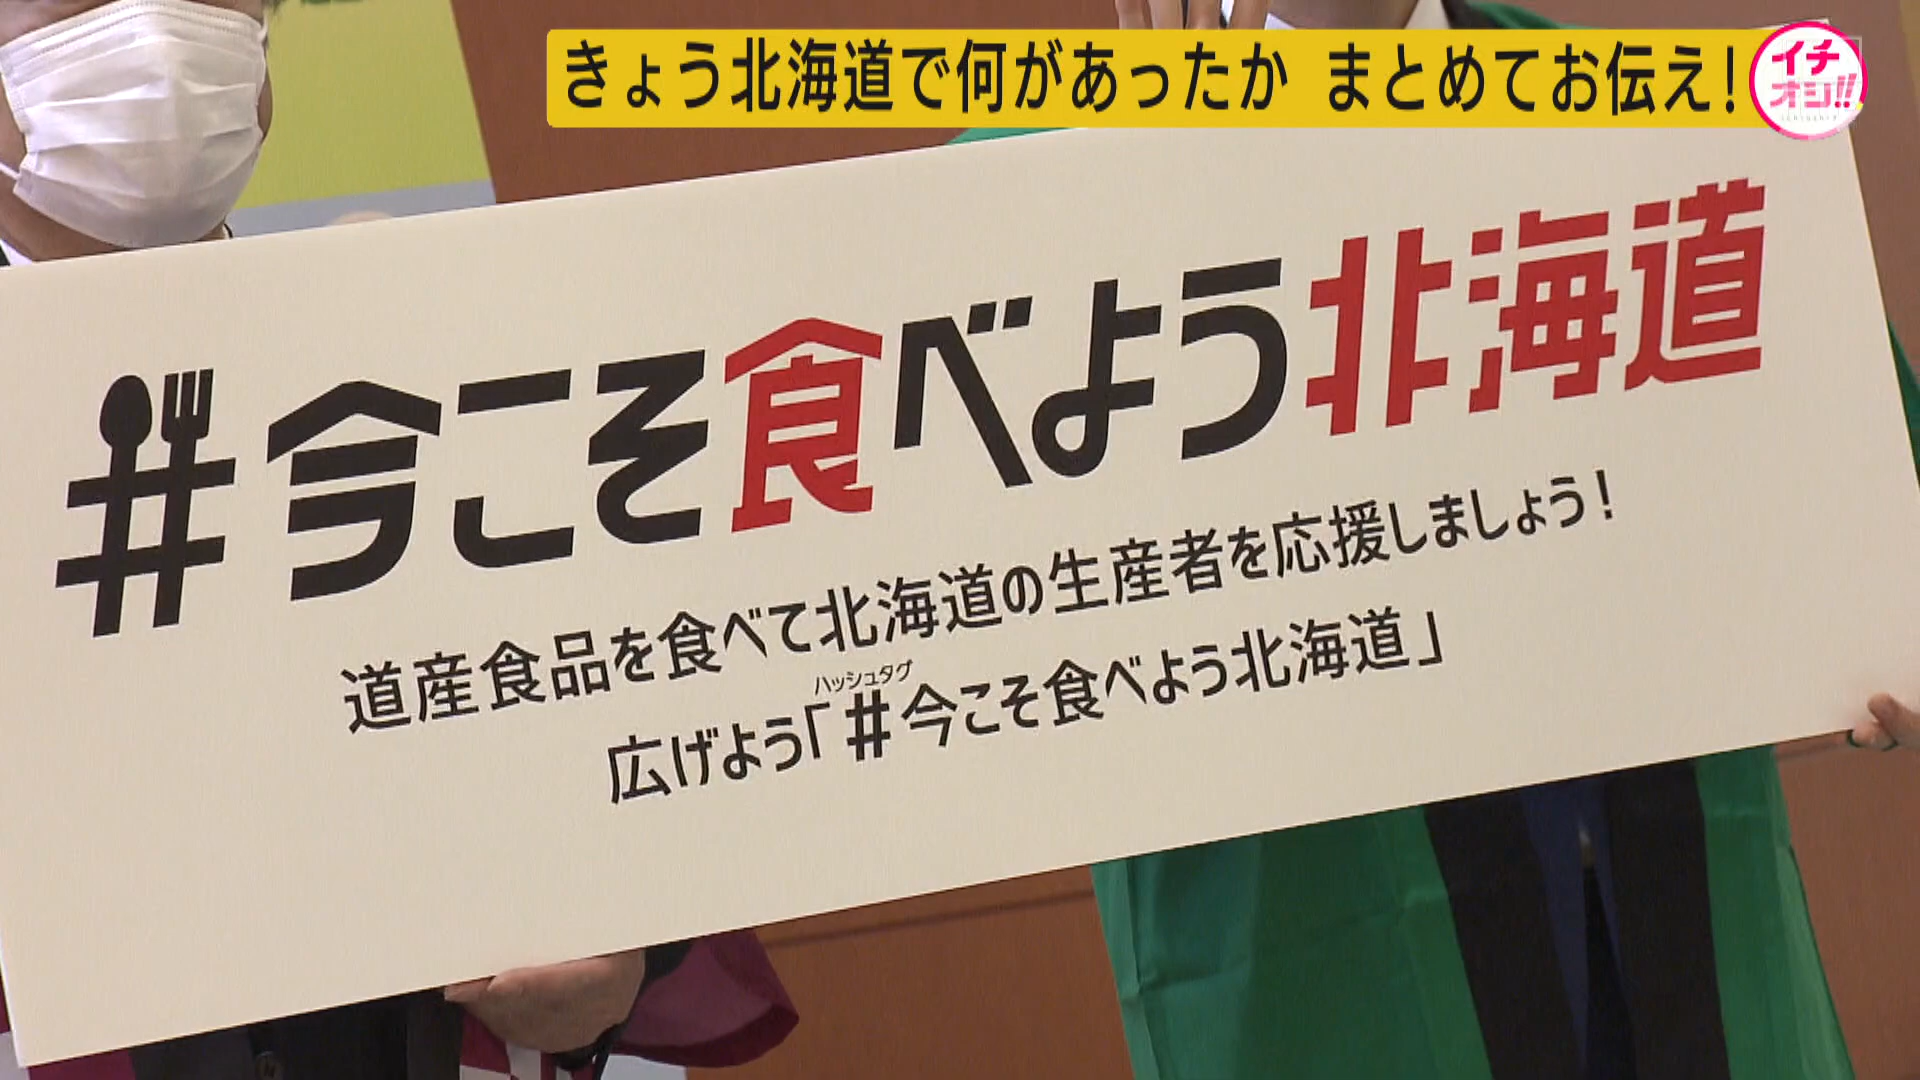 きょう北海道で何があったか まとめてお伝え!
イチオシ!!
#今こそ食べよう北海道
道産食品を食べて北海道の生産者を応援しましょう!
ハッシュタグ
広げよう「#今こそ食べよう北海道」